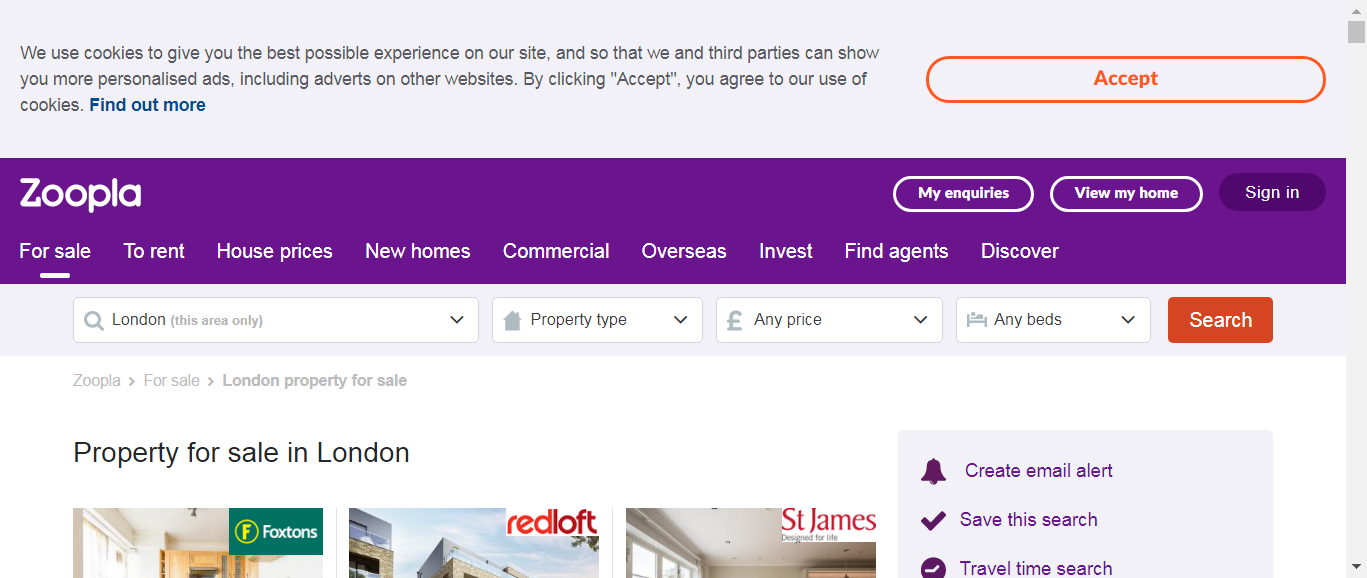 We use cookies to give you the best possible experience on our site, and so that we and third parties can show
you more personalised ads, including adverts on other websites. By clicking "Accept", you agree to our use of
cookies. Find out more
Accept
Zoopla
My enquiries
View my home
Sign in
For sale
To rent
House prices
New homes
Commercial
Overseas
Invest
Find agents
Discover
London (this area only)
Property type
£ Any price
Any beds
Search
Zoopla > For sale > London property for sale
Property for sale in London
F Foxtons
redloft
St James
Designed for life
Create email alert
Save this search
Travel time search